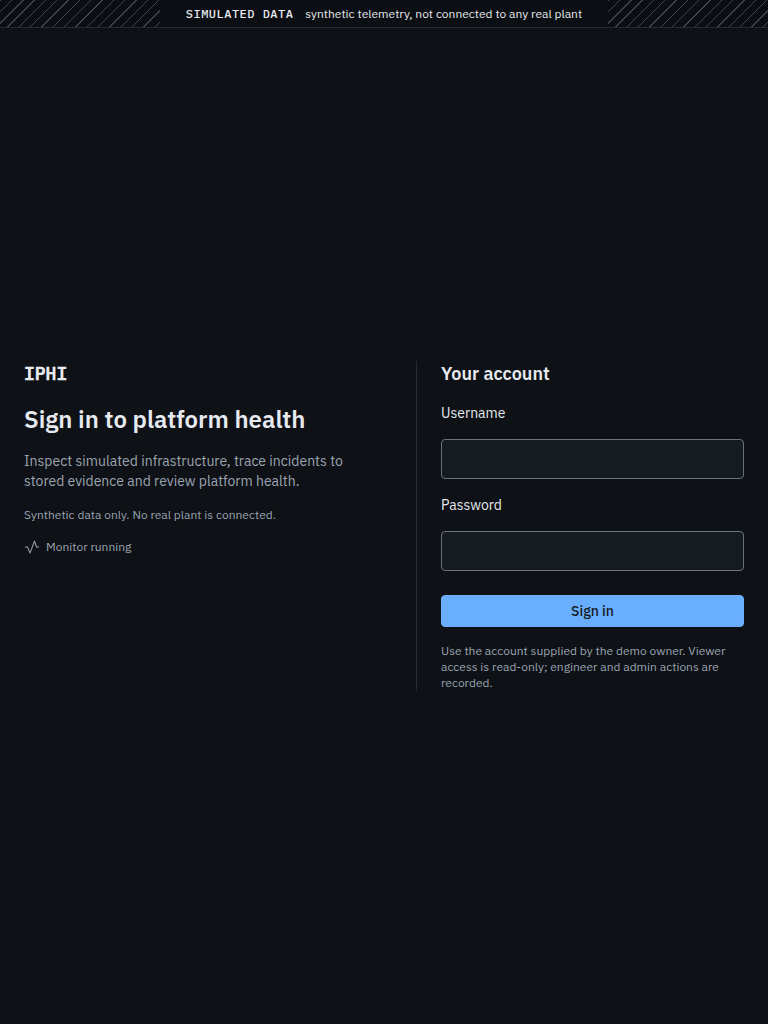 SIMULATED DATA synthetic telemetry, not connected to any real plant
IPHI
Sign in to platform health
Inspect simulated infrastructure, trace incidents to
stored evidence and review platform health.
Synthetic data only. No real plant is connected.
Monitor running
Your account
Username
Password
Sign in
Use the account supplied by the demo owner. Viewer
access is read-only; engineer and admin actions are
recorded.